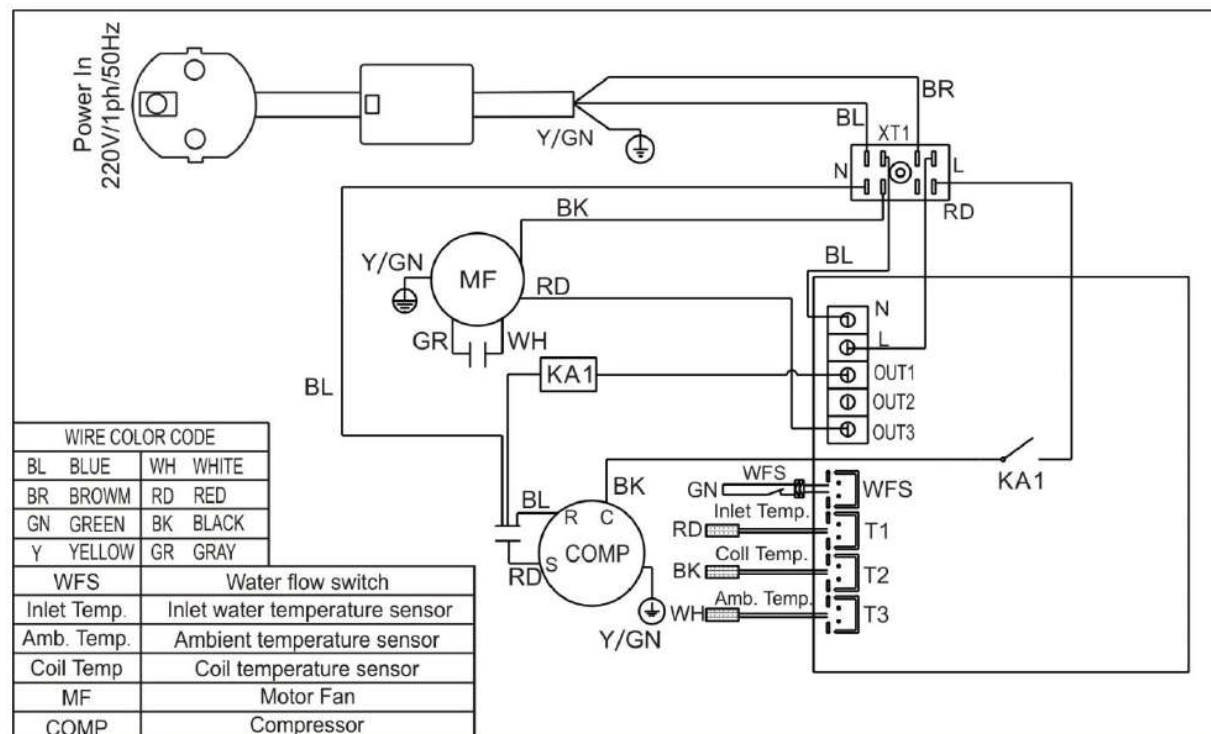 Power In
220V/1ph/50Hz
BR
BL
XT1
Y/GN
N
L
RD
BK
BL
Y/GN
MF
RD
N
GR
WH
L
KA1
OUT1
BL
OUT2
OUT3
WIRE COLOR CODE
BL BLUE WH WHITE
BR BROWM RD RED
GN GREEN BK BLACK
Y YELLOW GR GRAY
WFS Water flow switch
Inlet Temp. Inlet water temperature sensor
Amb. Temp. Ambient temperature sensor
Coil Temp Coil temperature sensor
MF Motor Fan
COMP Compressor
BL
BK
R
C
COMP
S
RD
Y/GN
KA1
WFS
GN
WFS
Inlet Temp.
RD
T1
Coll Temp.
BK
T2
Amb. Temp.
WH
T3